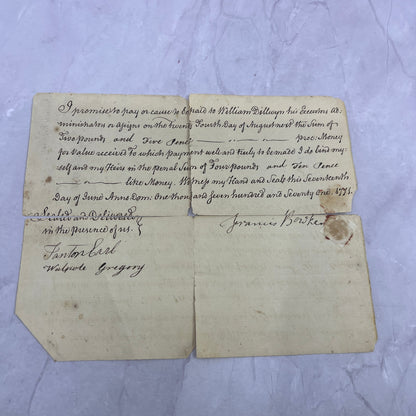 I promise to pay or cause to be paid to William Dillwyn his Executors Ad-
ministrators or Assigns on the twenty Fourth Day of August next the Sum of
Two pounds and Five Pence — . — . — . — proc. Money
for Value received To which payment well and truly to be made I do bind my-
self and my Heirs in the penal Sum of Four pounds and Ten Pence
— . — . — like Money. Witness my Hand and Seal this Seventeenth
Day of June Anno Dom: One thousand Seven hundred and Seventy One. 1771.
Sealed and Delivered
in the presence of us.
Francis
Fanton Earl
Walpole Gregory